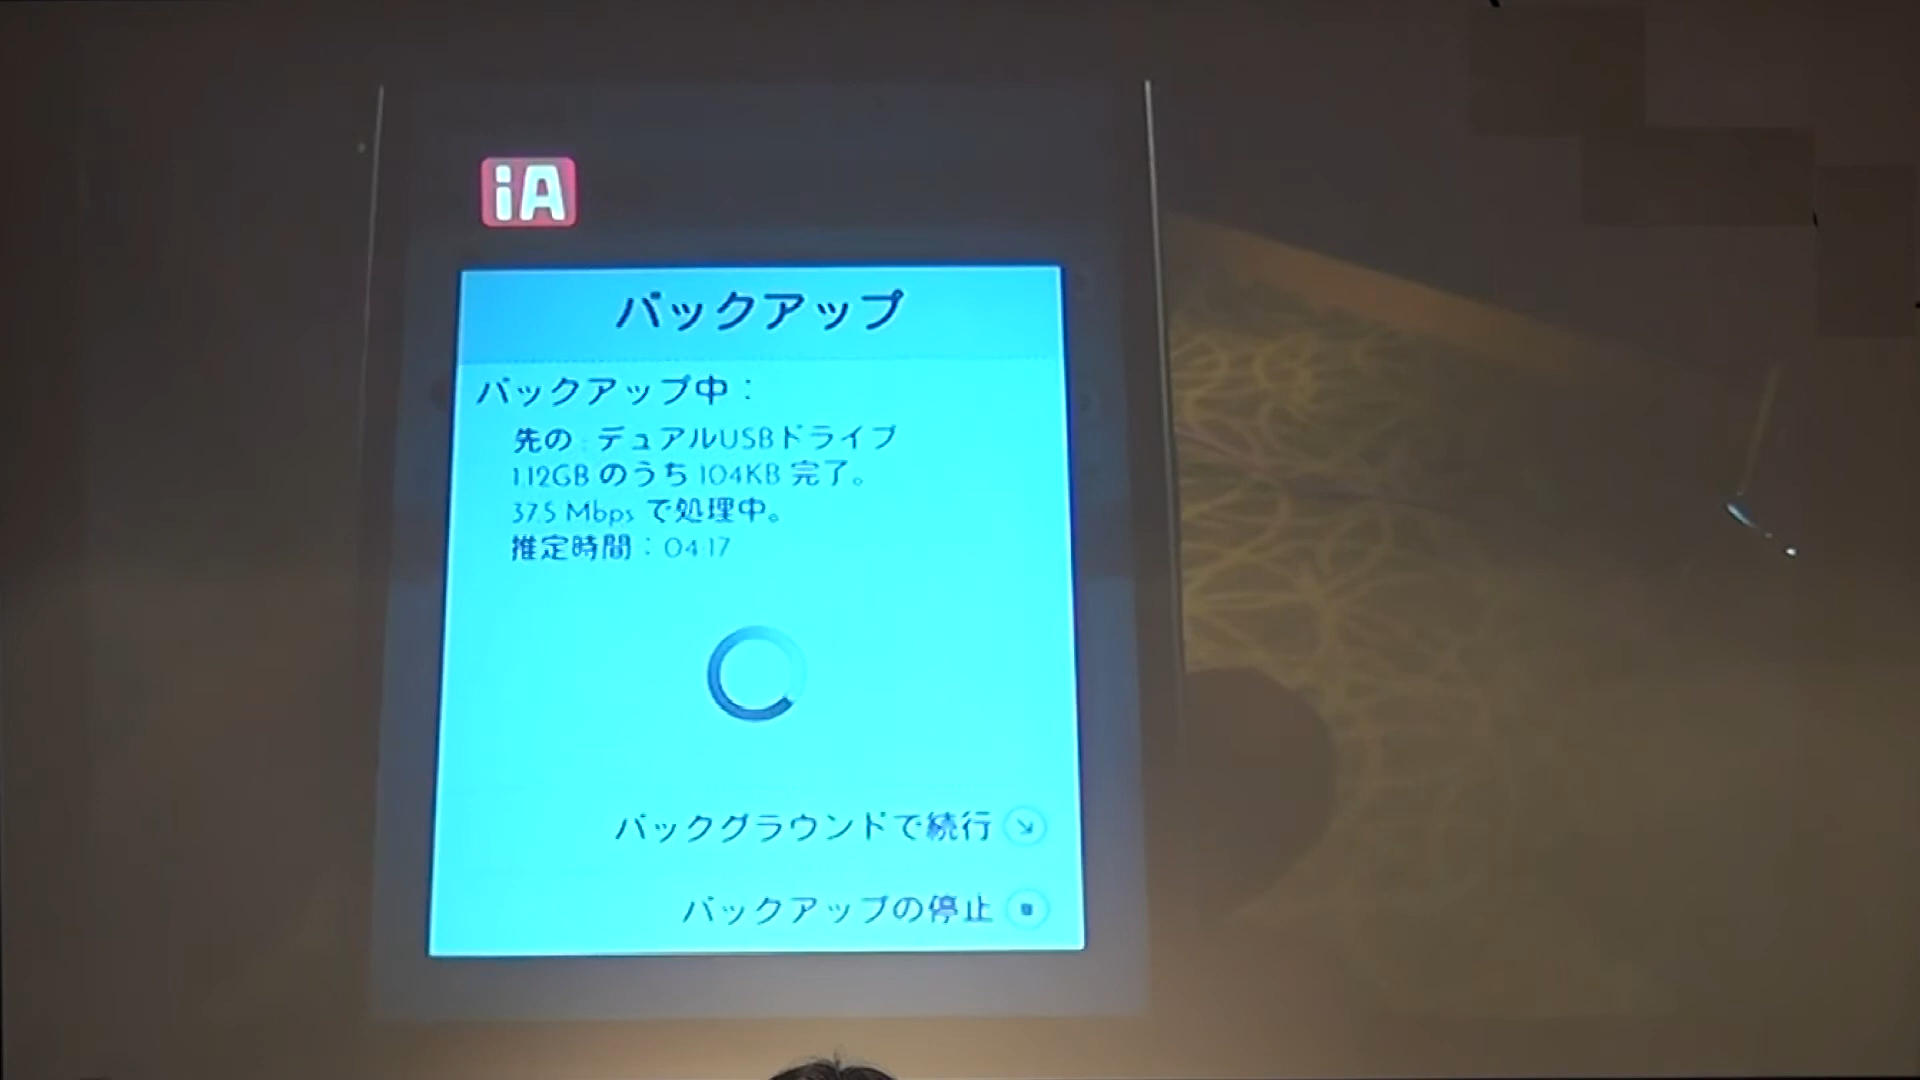 iA
バックアップ
バックアップ中：
先の：デュアルUSBドライブ
1.12GB のうち 104KB 完了。
37.5 Mbps で処理中。
推定時間：04:17
バックグラウンドで続行
バックアップの停止